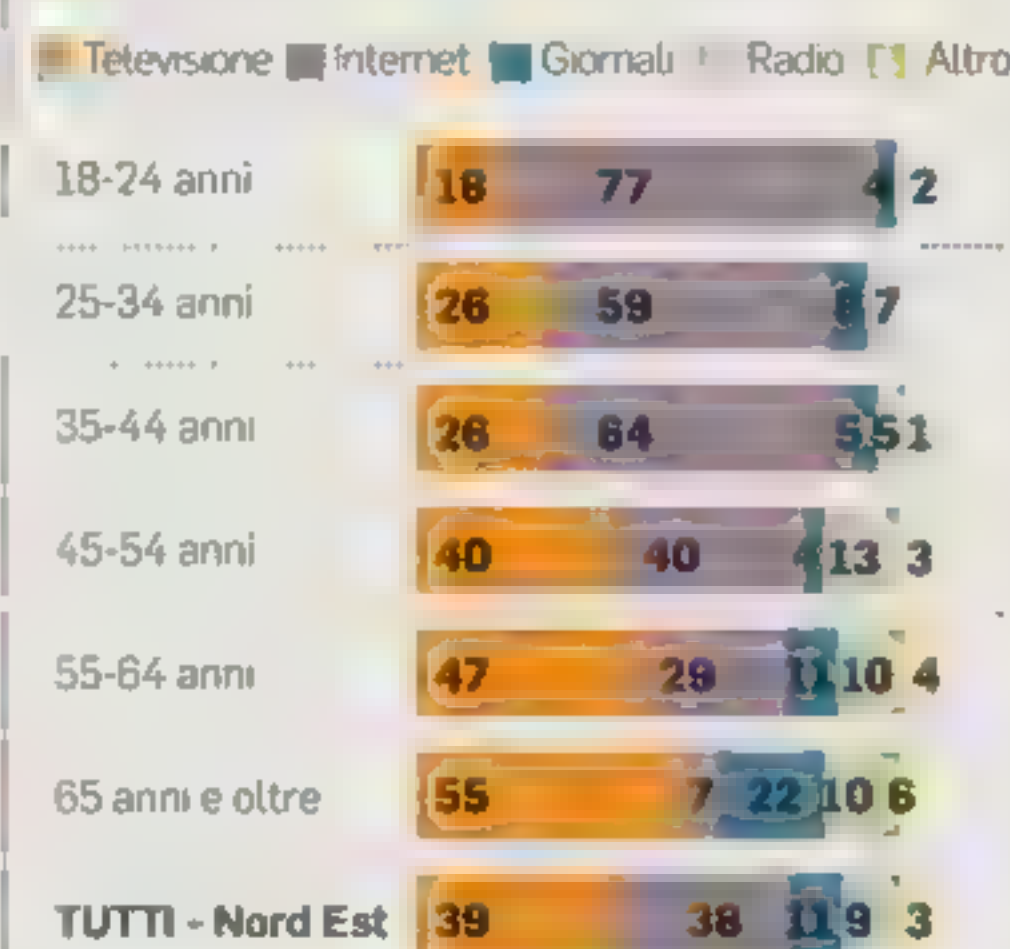 Televisione Internet Giornali Radio Altro
18-24 anni 18 77 4 2
25-34 anni 26 59 8 7
35-44 anni 26 64 5 5 1
45-54 anni 40 40 4 13 3
55-64 anni 47 29 11 10 4
65 anni e oltre 55 7 22 10 6
TUTTI - Nord Est 39 38 11 9 3